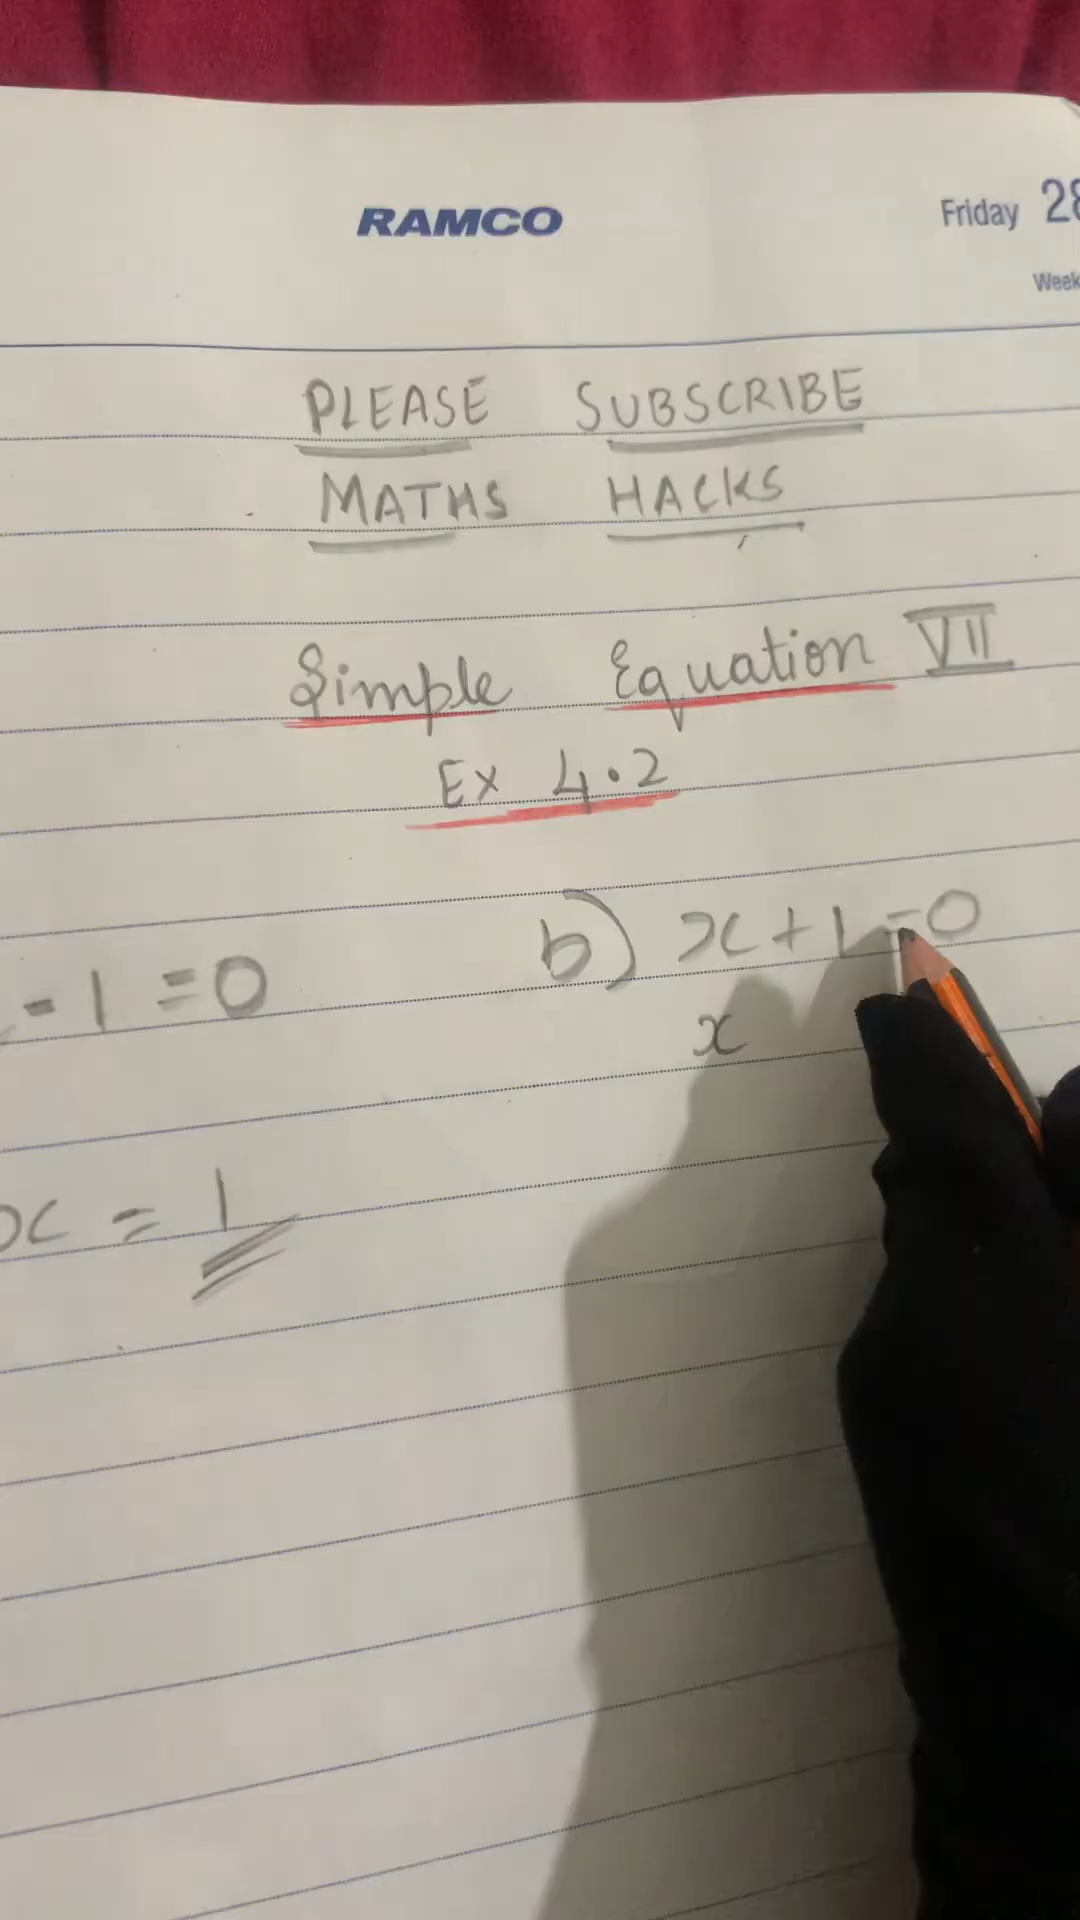 RAMCO
Friday 28
Week
PLEASE SUBSCRIBE
MATHS HACKS
Simple Equation VII
Ex 4.2
- 1 = 0
b) x + 1 = 0
x
x = 1